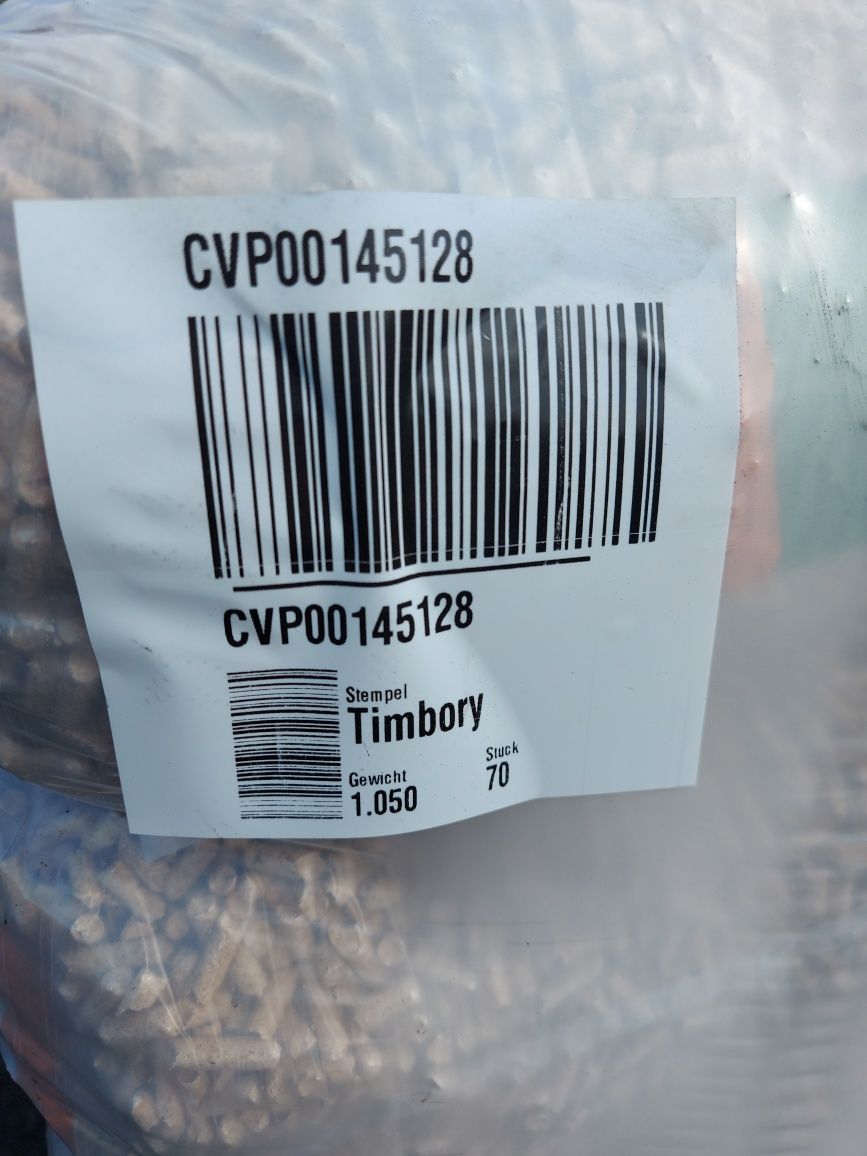 CVP00145128
CVP00145128
Stempel
Timbory
Gewicht
1.050
Stuck
70